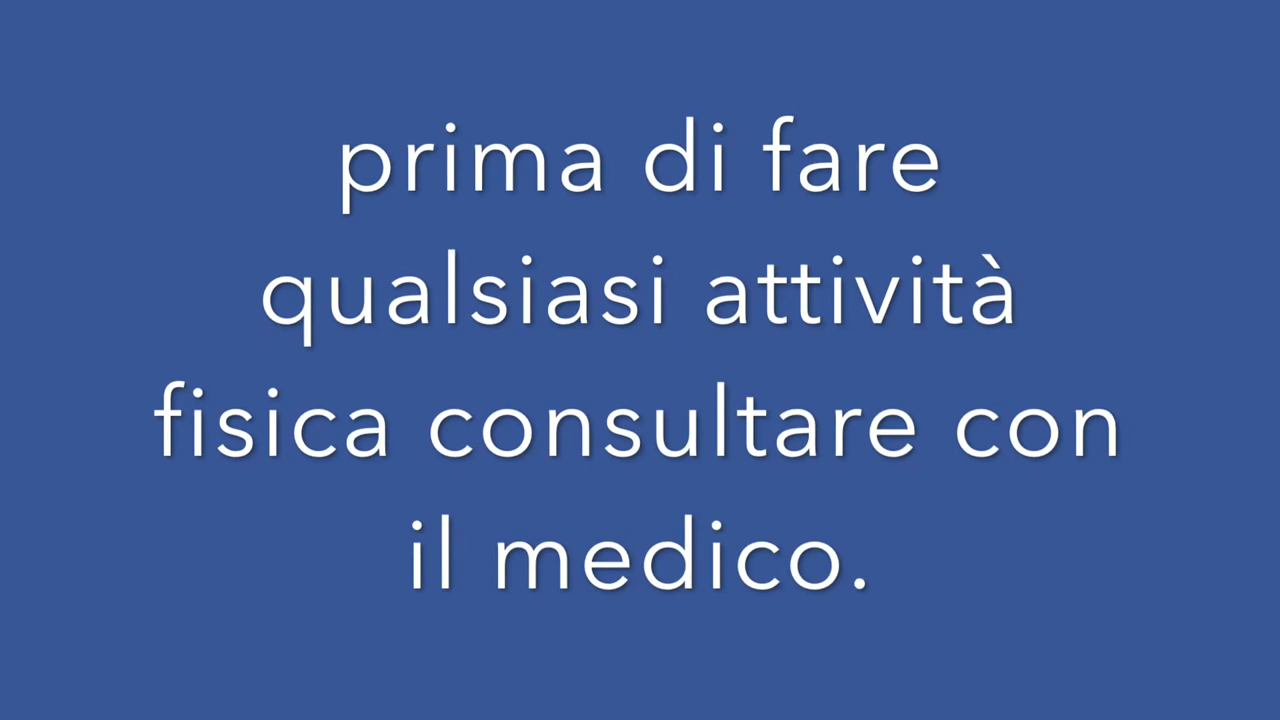 prima di fare
qualsiasi attività
fisica consultare con
il medico.